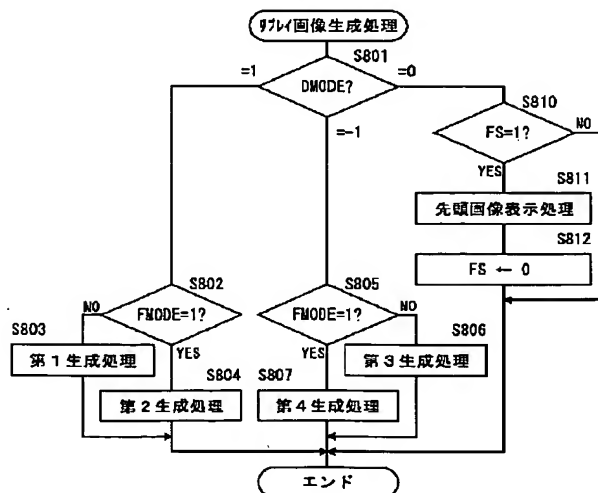 リプレイ画像生成処理
S801
=1
=0
DMODE?
S810
=-1
FS=1?
NO
YES
S811
先頭画像表示処理
S812
FS ← 0
S802
S805
NO
FMODE=1?
FMODE=1?
NO
S803
YES
YES
S806
第1生成処理
第3生成処理
S804
S807
第2生成処理
第4生成処理
エンド